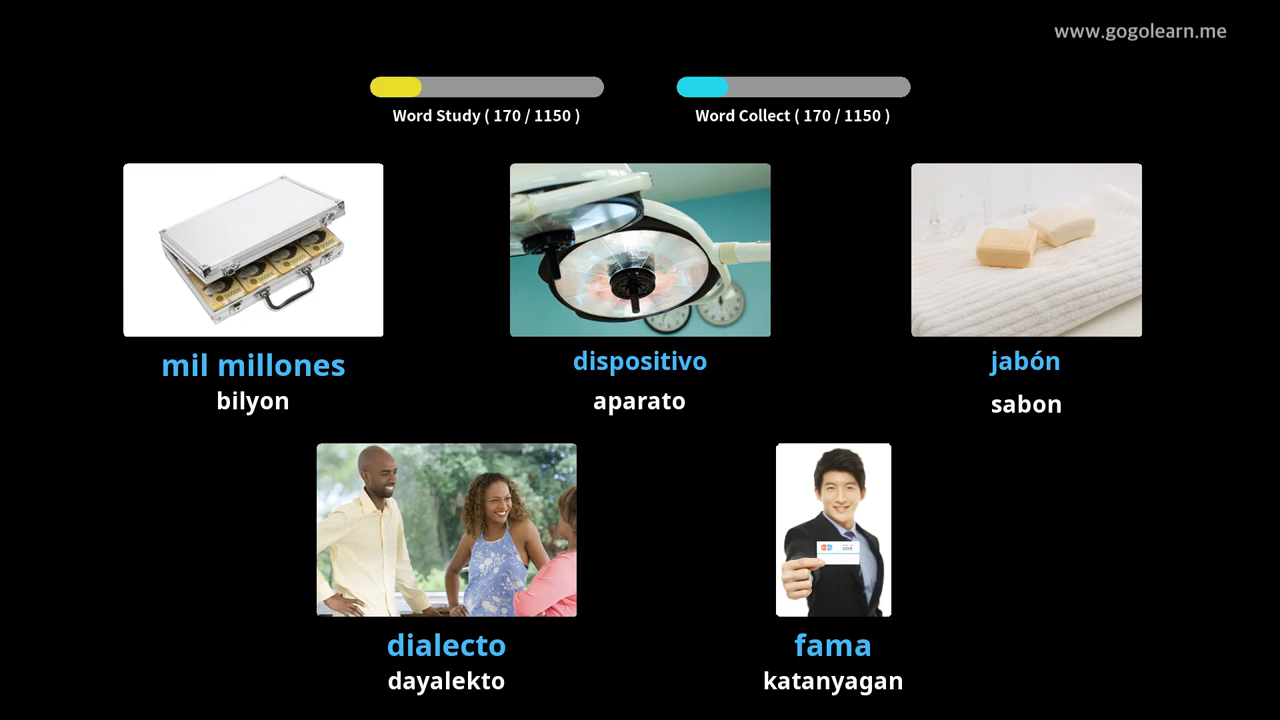 www.gogolearn.me
Word Study ( 170 / 1150 )
Word Collect ( 170 / 1150 )
mil millones
bilyon
dispositivo
aparato
jabón
sabon
dialecto
dayalekto
fama
katanyagan